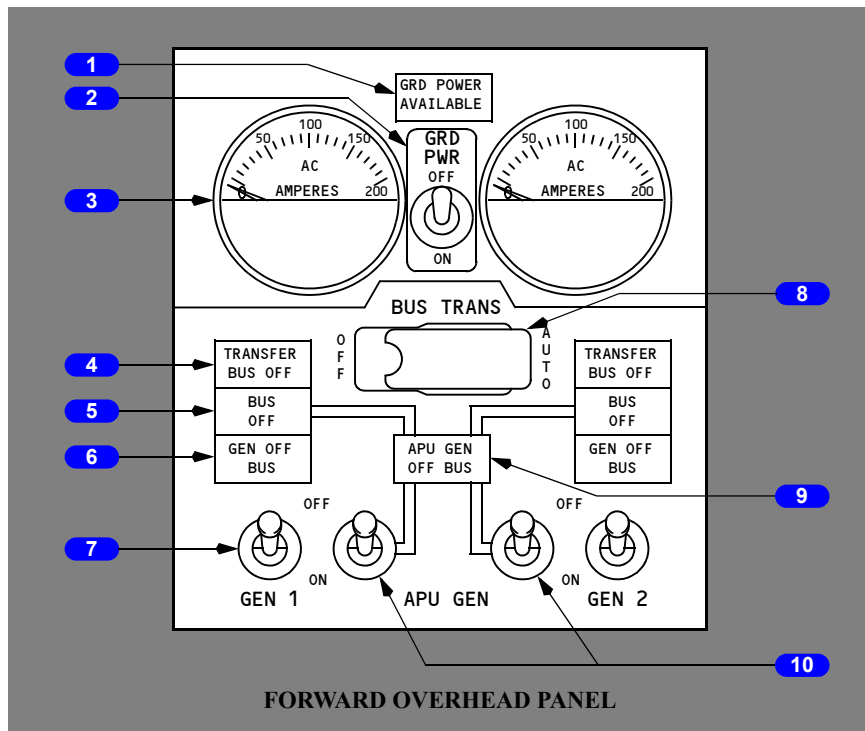 1
GRD POWER
AVAILABLE
2
GRD
PWR
OFF
ON
3
0 50 100 150 200
AC
AMPERES
0 50 100 150 200
AC
AMPERES
8
BUS TRANS
OFF
AUTO
4
TRANSFER
BUS OFF
TRANSFER
BUS OFF
5
BUS
OFF
BUS
OFF
6
GEN OFF
BUS
APU GEN
OFF BUS
GEN OFF
BUS
9
7
OFF
ON
OFF
ON
GEN 1
APU GEN
GEN 2
10
FORWARD OVERHEAD PANEL